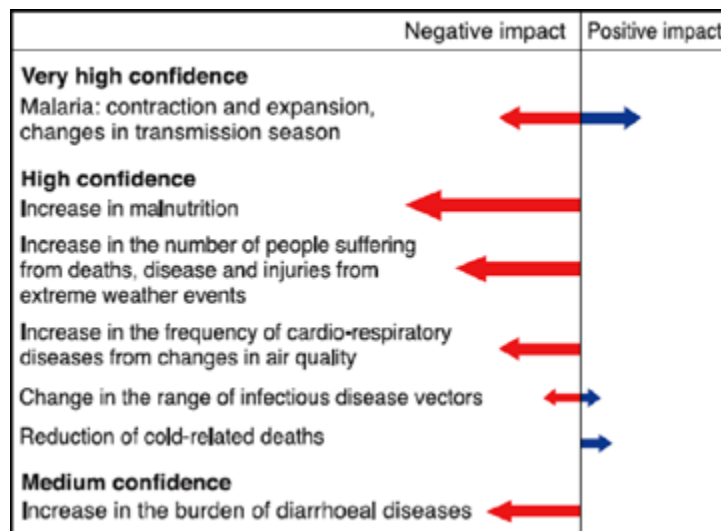 Negative impact Positive impact
Very high confidence
Malaria: contraction and expansion,
changes in transmission season
High confidence
Increase in malnutrition
Increase in the number of people suffering
from deaths, disease and injuries from
extreme weather events
Increase in the frequency of cardio-respiratory
diseases from changes in air quality
Change in the range of infectious disease vectors
Reduction of cold-related deaths
Medium confidence
Increase in the burden of diarrhoeal diseases